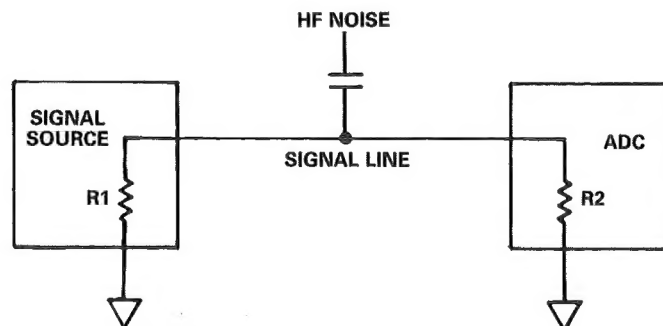 HF NOISE
SIGNAL
SOURCE
ADC
SIGNAL LINE
R1
R2